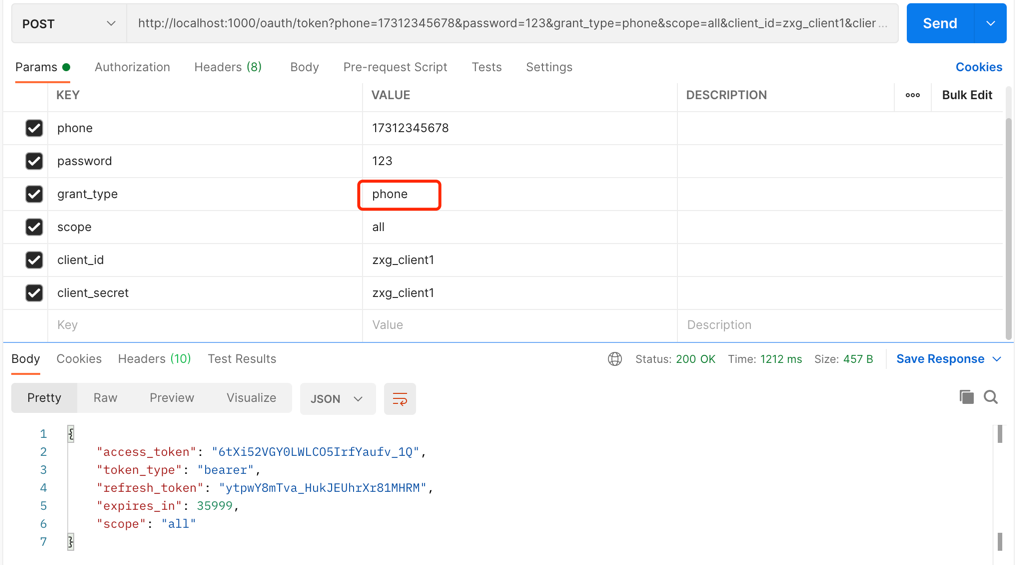 POST http://localhost:1000/oauth/token?phone=17312345678&password=123&grant_type=phone&scope=all&client_id=zxg_client1&clier ... Send
Params Authorization Headers (8) Body Pre-request Script Tests Settings Cookies
KEY VALUE DESCRIPTION ooo Bulk Edit
phone 17312345678
password 123
grant_type phone
scope all
client_id zxg_client1
client_secret zxg_client1
Key Value Description
Body Cookies Headers (10) Test Results Status: 200 OK Time: 1212 ms Size: 457 B Save Response
Pretty Raw Preview Visualize JSON
1 {
2 "access_token": "6tXi52VGY0LWLCO5IrfYaufv_1Q",
3 "token_type": "bearer",
4 "refresh_token": "ytpwY8mTva_HukJEUhrXr81MHRM",
5 "expires_in": 35999,
6 "scope": "all"
7 }